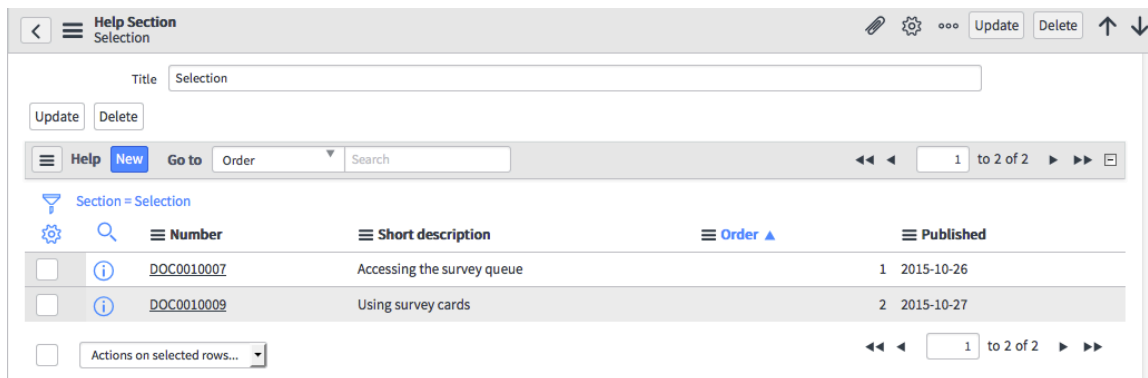 Help Section
Selection
Update Delete
Title Selection
Update Delete
Help New Go to Order Search 1 to 2 of 2
Section = Selection
Number Short description Order Published
DOC0010007 Accessing the survey queue 1 2015-10-26
DOC0010009 Using survey cards 2 2015-10-27
Actions on selected rows... 1 to 2 of 2